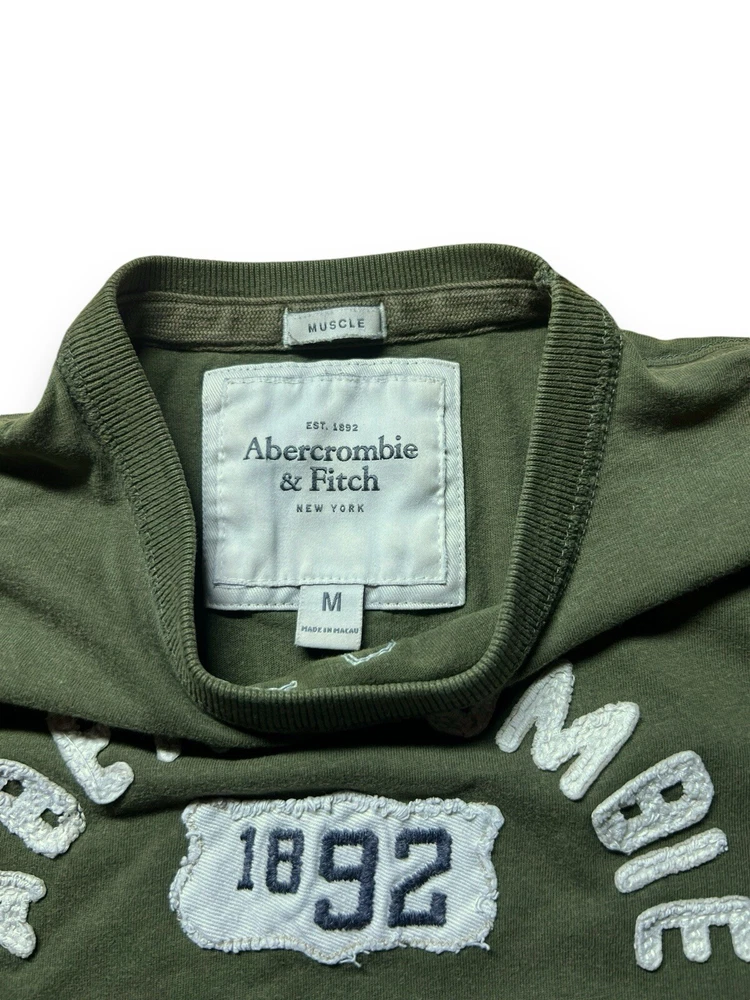 MUSCLE
EST. 1892
Abercrombie
& Fitch
NEW YORK
M
MADE IN MACAU
MBIE
1892